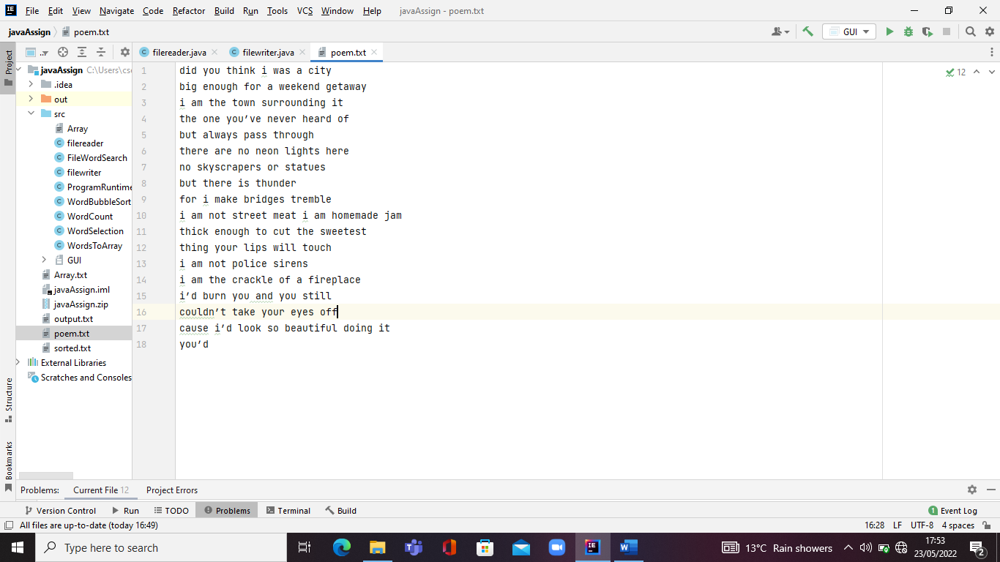 File Edit View Navigate Code Refactor Build Run Tools VCS Window Help javaAssign - poem.txt
javaAssign poem.txt GUI
Project .. filereader.java filewriter.java poem.txt
javaAssign C:\Users\cs
.idea
out
src
Array
filereader
FileWordSearch
filewriter
ProgramRuntime
WordBubbleSort
WordCount
WordSelection
WordsToArray
GUI
Array.txt
javaAssign.iml
javaAssign.zip
output.txt
poem.txt
sorted.txt
External Libraries
Scratches and Consoles
Structure
Bookmarks
12
1 did you think i was a city
2 big enough for a weekend getaway
3 i am the town surrounding it
4 the one you’ve never heard of
5 but always pass through
6 there are no neon lights here
7 no skyscrapers or statues
8 but there is thunder
9 for i make bridges tremble
10 i am not street meat i am homemade jam
11 thick enough to cut the sweetest
12 thing your lips will touch
13 i am not police sirens
14 i am the crackle of a fireplace
15 i’d burn you and you still
16 couldn’t take your eyes off
17 cause i’d look so beautiful doing it
18 you’d
Problems: Current File 12 Project Errors
Version Control Run TODO Problems Terminal Build 1 Event Log
All files are up-to-date (today 16:49) 16:28 LF UTF-8 4 spaces
Type here to search 13°C Rain showers 17:53
23/05/2022 2